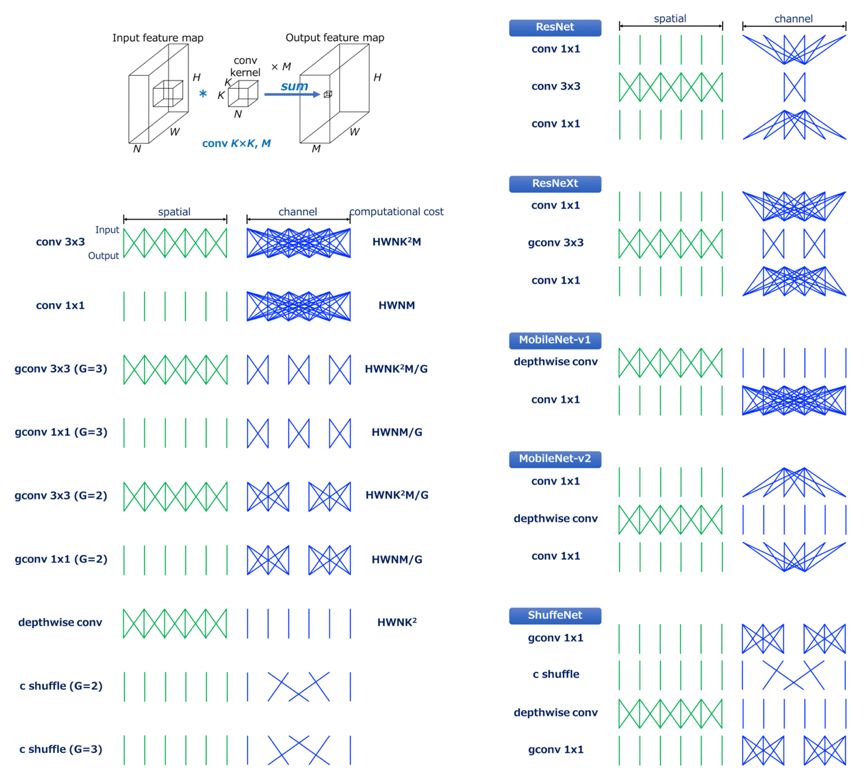 Input feature map
Output feature map
conv
kernel
× M
H
K
K
N
*
sum
H
W
N
W
M
conv K×K, M
spatial
channel
computational cost
Input
Output
conv 3x3
HWNK²M
conv 1x1
HWNM
gconv 3x3 (G=3)
HWNK²M/G
gconv 1x1 (G=3)
HWNM/G
gconv 3x3 (G=2)
HWNK²M/G
gconv 1x1 (G=2)
HWNM/G
depthwise conv
HWNK²
c shuffle (G=2)
c shuffle (G=3)
spatial
channel
ResNet
conv 1x1
conv 3x3
conv 1x1
ResNeXt
conv 1x1
gconv 3x3
conv 1x1
MobileNet-v1
depthwise conv
conv 1x1
MobileNet-v2
conv 1x1
depthwise conv
conv 1x1
ShuffeNet
gconv 1x1
c shuffle
depthwise conv
gconv 1x1